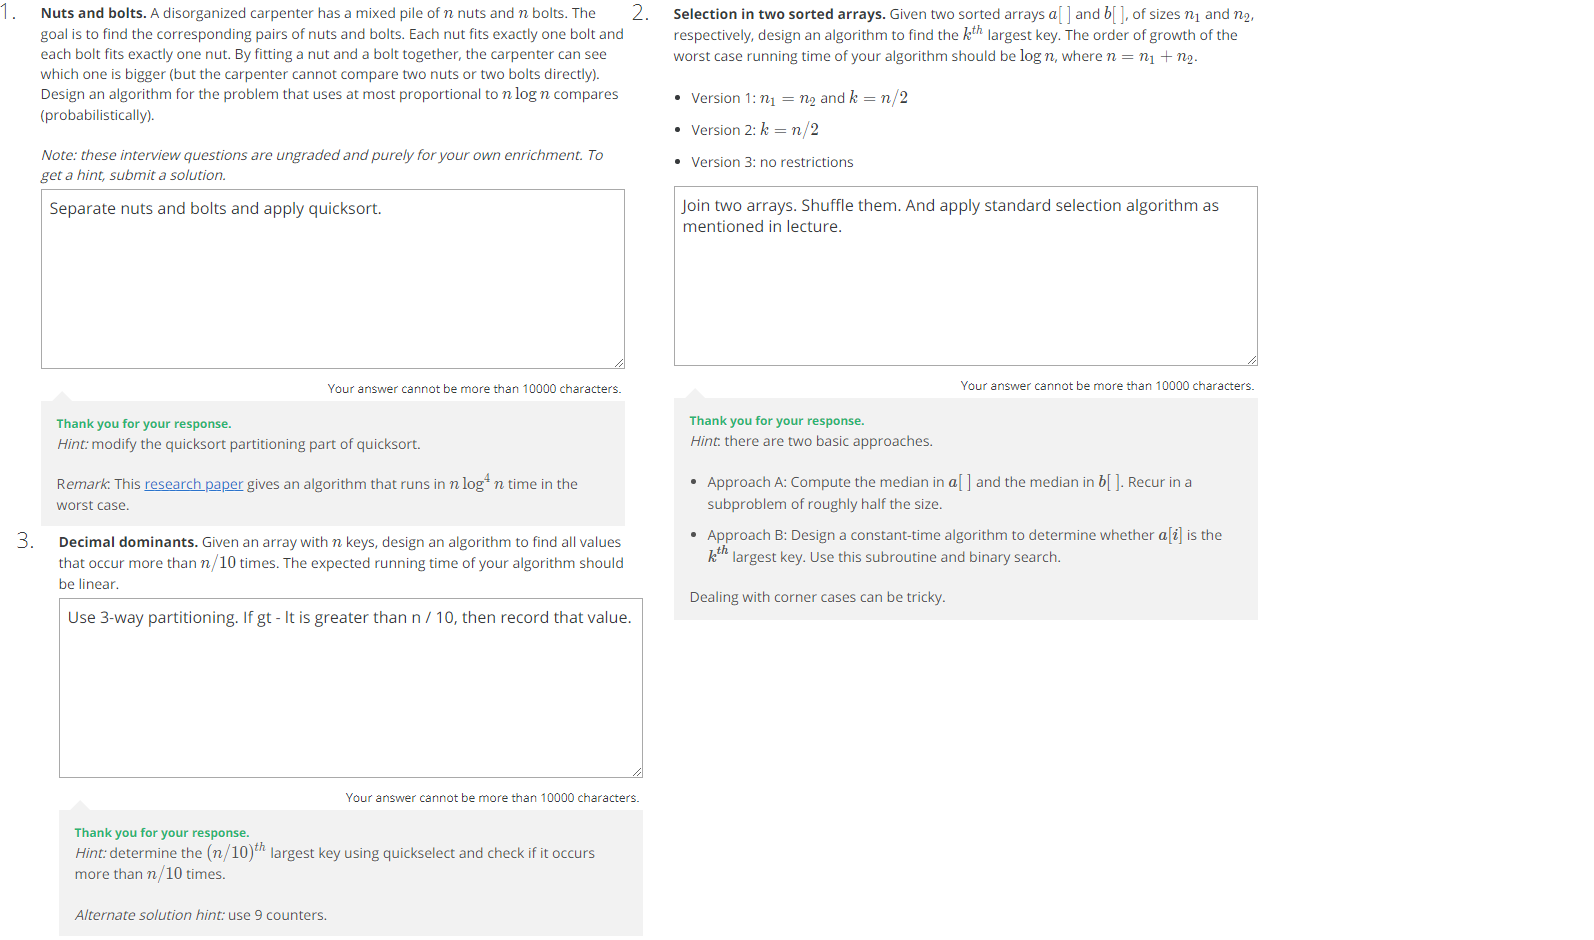 1.
Nuts and bolts. A disorganized carpenter has a mixed pile of n nuts and n bolts. The
goal is to find the corresponding pairs of nuts and bolts. Each nut fits exactly one bolt and
each bolt fits exactly one nut. By fitting a nut and a bolt together, the carpenter can see
which one is bigger (but the carpenter cannot compare two nuts or two bolts directly).
Design an algorithm for the problem that uses at most proportional to n log n compares
(probabilistically).
Note: these interview questions are ungraded and purely for your own enrichment. To
get a hint, submit a solution.
Separate nuts and bolts and apply quicksort.
Your answer cannot be more than 10000 characters.
Thank you for your response.
Hint: modify the quicksort partitioning part of quicksort.
Remark: This research paper gives an algorithm that runs in n log⁴ n time in the
worst case.
2.
Selection in two sorted arrays. Given two sorted arrays a[ ] and b[ ], of sizes n₁ and n₂,
respectively, design an algorithm to find the kᵗʰ largest key. The order of growth of the
worst case running time of your algorithm should be log n, where n = n₁ + n₂.
• Version 1: n₁ = n₂ and k = n/2
• Version 2: k = n/2
• Version 3: no restrictions
Join two arrays. Shuffle them. And apply standard selection algorithm as
mentioned in lecture.
Your answer cannot be more than 10000 characters.
Thank you for your response.
Hint: there are two basic approaches.
• Approach A: Compute the median in a[ ] and the median in b[ ]. Recur in a
subproblem of roughly half the size.
• Approach B: Design a constant-time algorithm to determine whether a[i] is the
kᵗʰ largest key. Use this subroutine and binary search.
Dealing with corner cases can be tricky.
3.
Decimal dominants. Given an array with n keys, design an algorithm to find all values
that occur more than n/10 times. The expected running time of your algorithm should
be linear.
Use 3-way partitioning. If gt - lt is greater than n / 10, then record that value.
Your answer cannot be more than 10000 characters.
Thank you for your response.
Hint: determine the (n/10)ᵗʰ largest key using quickselect and check if it occurs
more than n/10 times.
Alternate solution hint: use 9 counters.